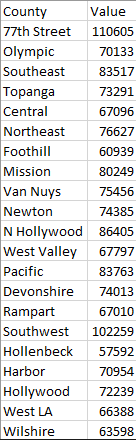 County Value
77th Street 110605
Olympic 70133
Southeast 83517
Topanga 73291
Central 67096
Northeast 76627
Foothill 60939
Mission 80249
Van Nuys 75456
Newton 74385
N Hollywood 86405
West Valley 67797
Pacific 83763
Devonshire 74013
Rampart 67010
Southwest 102259
Hollenbeck 57592
Harbor 70954
Hollywood 72239
West LA 66388
Wilshire 63598